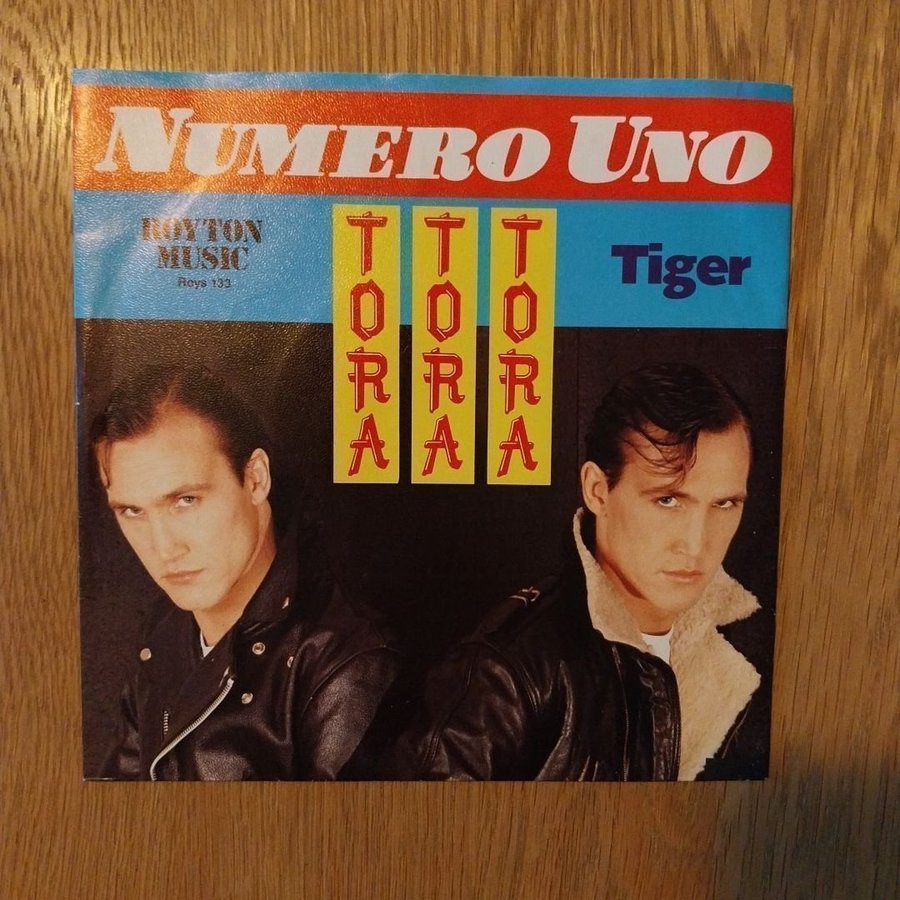 NUMERO UNO
ROYTON
MUSIC
Roys 133
TORA
TORA
TORA
Tiger